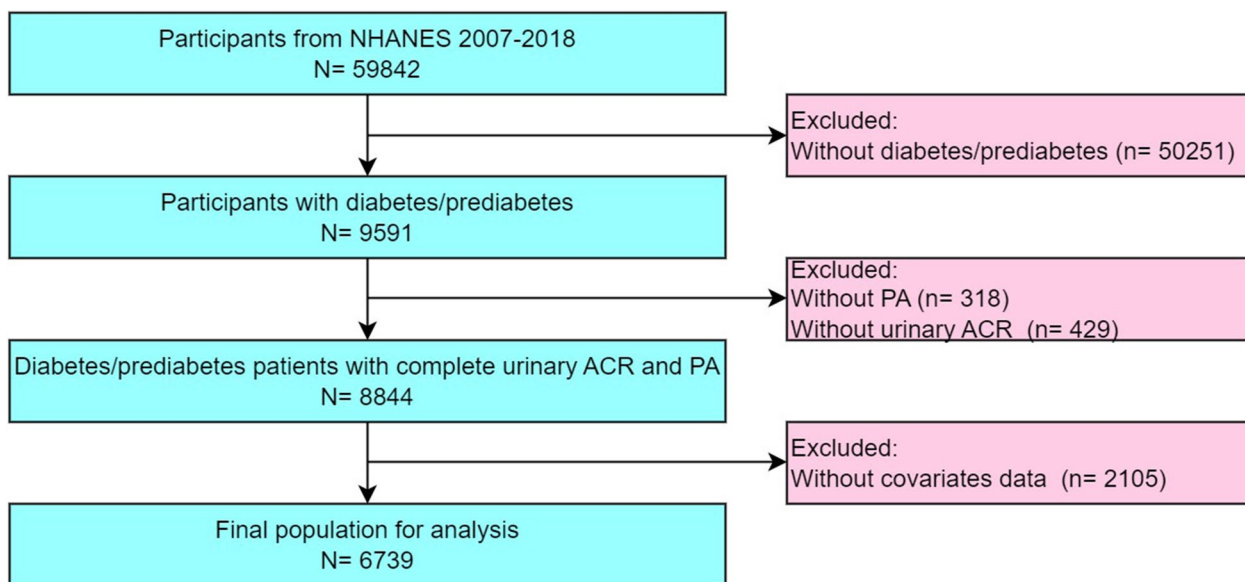 Participants from NHANES 2007-2018
N= 59842
Excluded:
Without diabetes/prediabetes (n= 50251)
Participants with diabetes/prediabetes
N= 9591
Excluded:
Without PA (n= 318)
Without urinary ACR  (n= 429)
Diabetes/prediabetes patients with complete urinary ACR and PA
N= 8844
Excluded:
Without covariates data  (n= 2105)
Final population for analysis
N= 6739